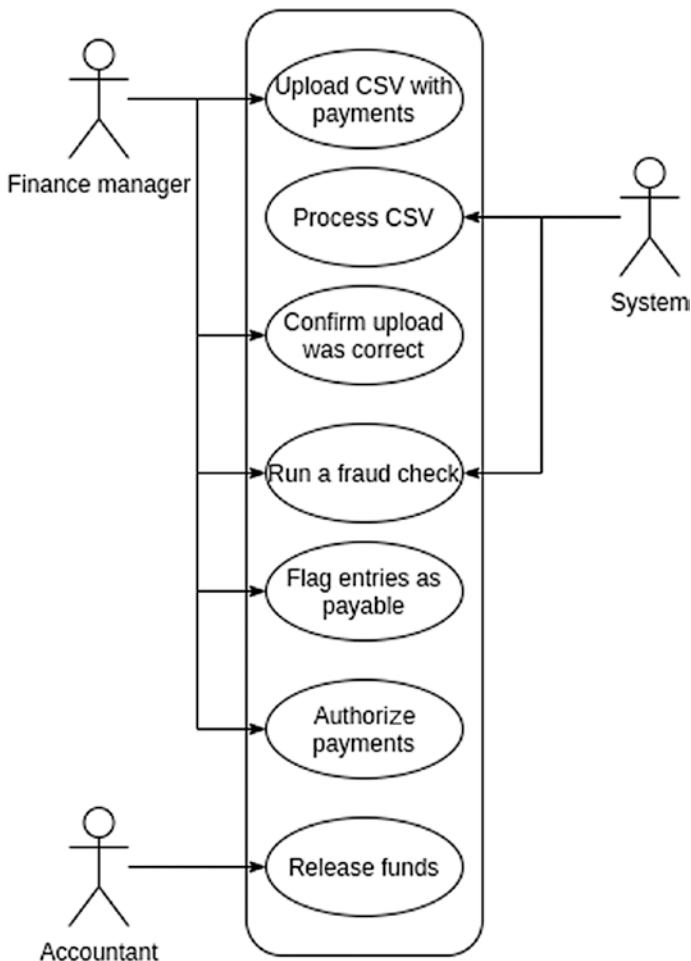 Upload CSV with
payments
Finance manager
Process CSV
System
Confirm upload
was correct
Run a fraud check
Flag entries as
payable
Authorize
payments
Release funds
Accountant